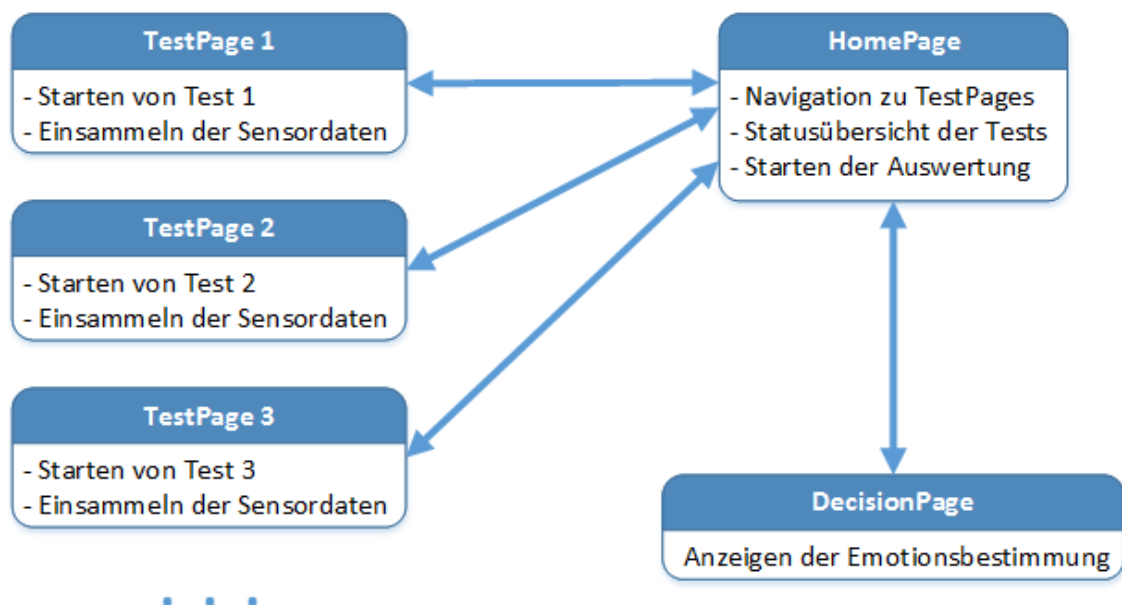 TestPage 1
- Starten von Test 1
- Einsammeln der Sensordaten
TestPage 2
- Starten von Test 2
- Einsammeln der Sensordaten
TestPage 3
- Starten von Test 3
- Einsammeln der Sensordaten
HomePage
- Navigation zu TestPages
- Statusübersicht der Tests
- Starten der Auswertung
DecisionPage
Anzeigen der Emotionsbestimmung